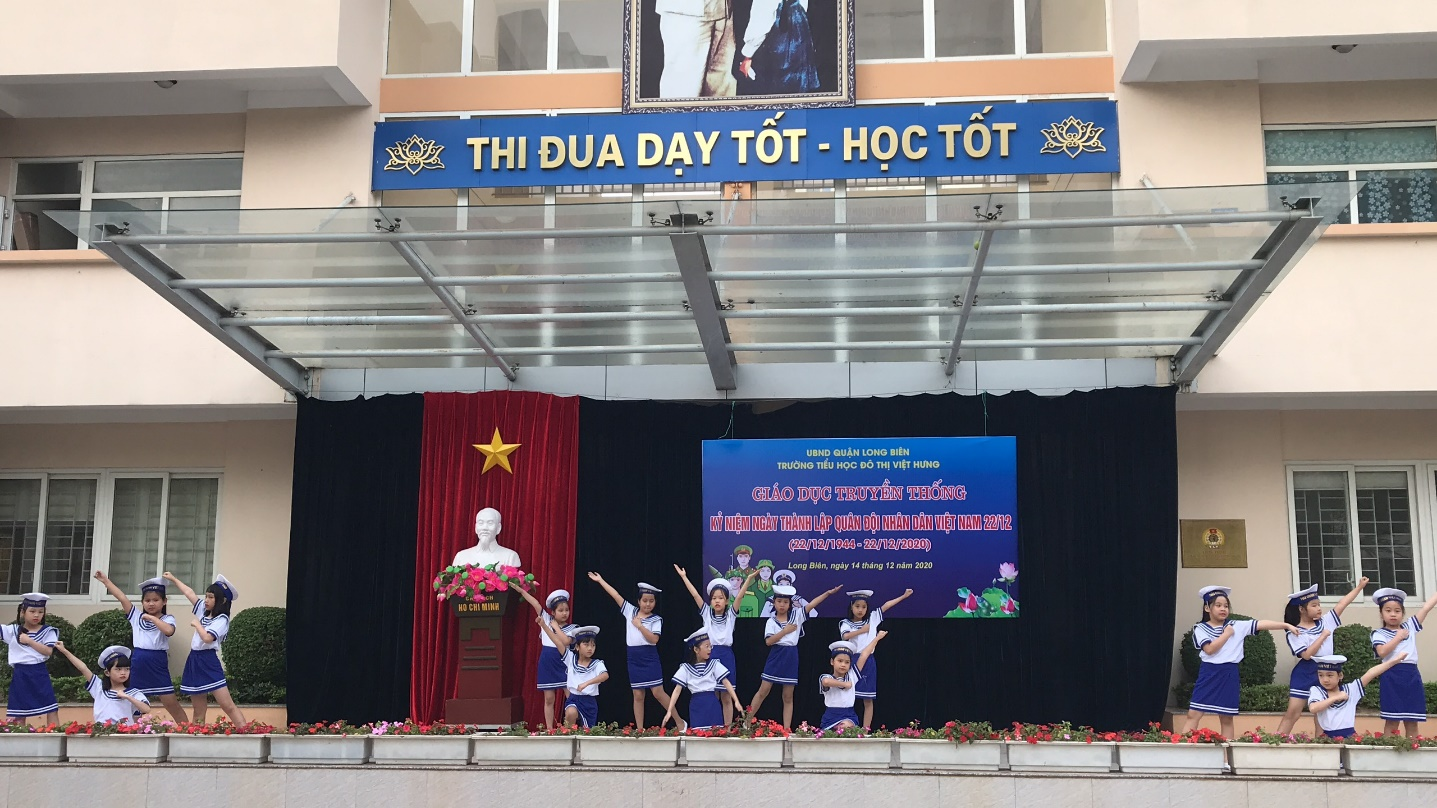 THI ĐUA DẠY TỐT - HỌC TỐT
UBND QUẬN LONG BIÊN
TRƯỜNG TIỂU HỌC ĐÔ THỊ VIỆT HƯNG
GIÁO DỤC TRUYỀN THỐNG
KỶ NIỆM NGÀY THÀNH LẬP QUÂN ĐỘI NHÂN DÂN VIỆT NAM 22/12
(22/12/1944 - 22/12/2020)
Long Biên, ngày 14 tháng 12 năm 2020
HỒ CHÍ MINH